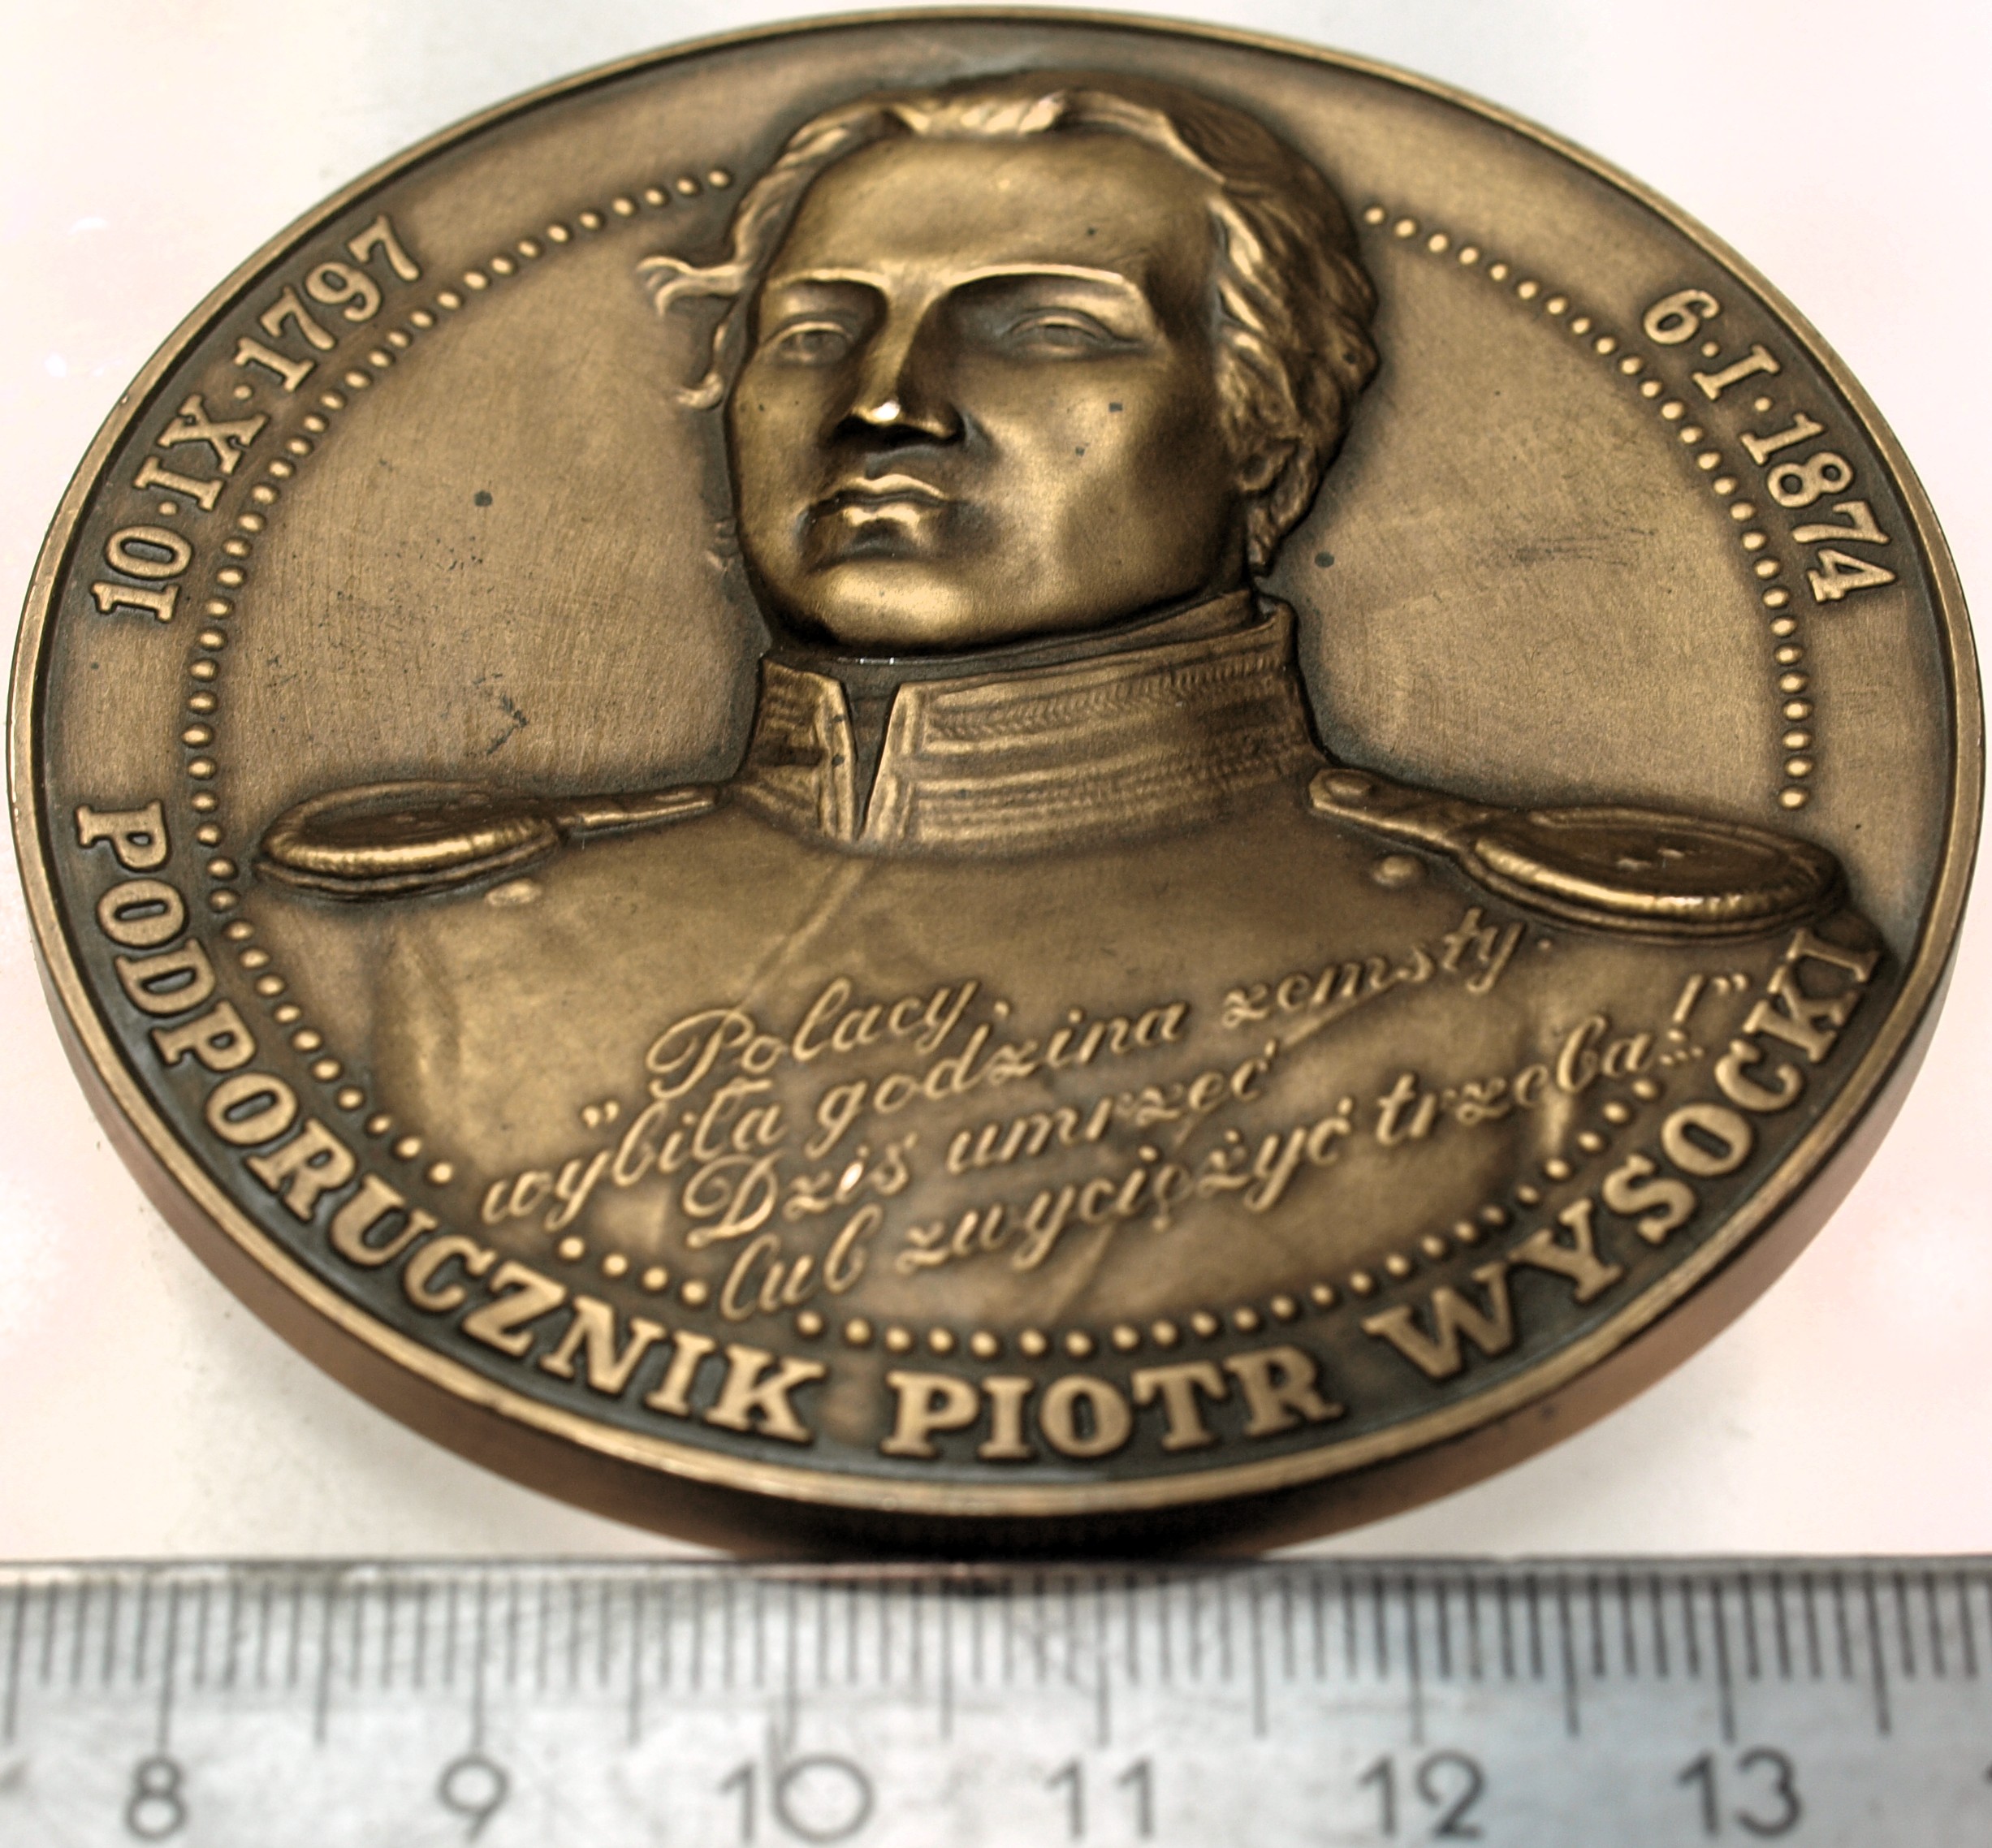 10·IX·1797
6·I·1874
Polacy,
"wybiła godzina zemsty.
Dziś umrzeć
lub zwyciężyć trzeba!..."
PODPORUCZNIK PIOTR WYSOCKI
8 9 10 11 12 13